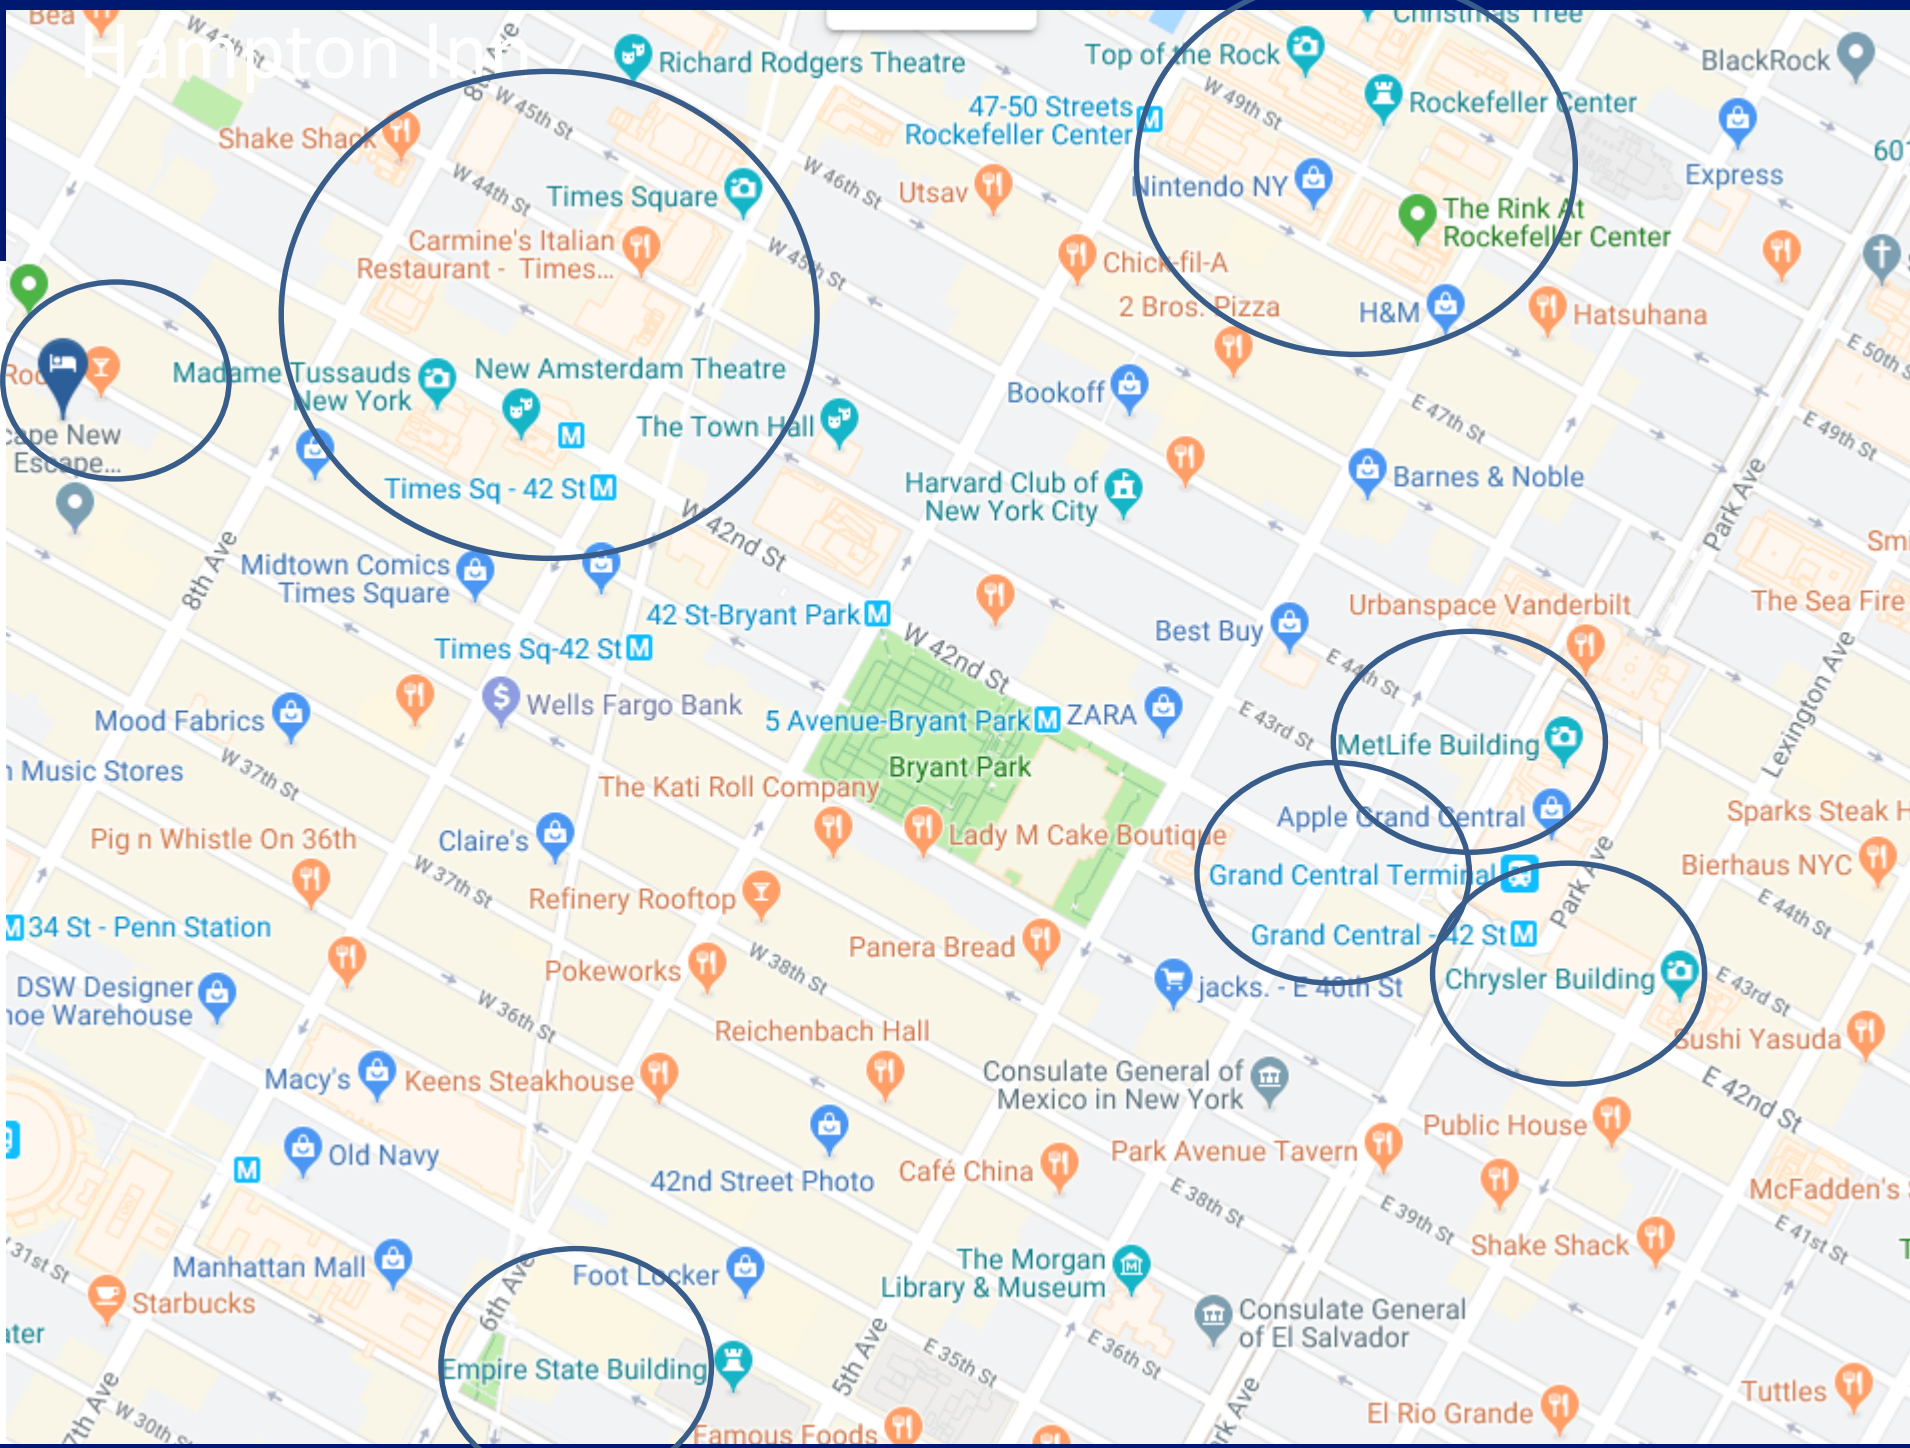 Bea
W 44th St
Hampton Inn
8th Ave
Richard Rodgers Theatre
Top of the Rock
Christmas Tree
BlackRock
W 45th St
47-50 Streets
Rockefeller Center
W 49th St
Rockefeller Center
Shake Shack
Express
607
W 44th St
Times Square
W 46th St
Utsav
Nintendo NY
The Rink At
Rockefeller Center
Carmine's Italian
Restaurant - Times...
W 45th St
Chick-fil-A
2 Bros. Pizza
H&M
Hatsuhana
E 50th S
Roo
Madame Tussauds
New York
New Amsterdam Theatre
The Town Hall
Bookoff
E 47th St
E 49th St
cape New
Escape...
Times Sq - 42 St
M
M
Harvard Club of
New York City
Barnes & Noble
Park Ave
W 42nd St
8th Ave
Midtown Comics
Times Square
42 St-Bryant Park
M
Smi
Urbanspace Vanderbilt
The Sea Fire
Times Sq-42 St
M
W 42nd St
Best Buy
E 44th St
Lexington Ave
Mood Fabrics
$
Wells Fargo Bank
5 Avenue-Bryant Park
M
ZARA
E 43rd St
MetLife Building
n Music Stores
W 37th St
Bryant Park
The Kati Roll Company
Lady M Cake Boutique
Apple Grand Central
Sparks Steak H
Pig n Whistle On 36th
Claire's
W 37th St
Grand Central Terminal
Park Ave
Bierhaus NYC
Refinery Rooftop
E 44th St
M
34 St - Penn Station
Panera Bread
Grand Central - 42 St
M
W 38th St
Pokeworks
Chrysler Building
E 43rd St
DSW Designer
hoe Warehouse
W 36th St
jacks. - E 40th St
Reichenbach Hall
Sushi Yasuda
Macy's
Keens Steakhouse
Consulate General of
Mexico in New York
E 42nd St
Public House
Old Navy
M
42nd Street Photo
Café China
Park Avenue Tavern
E 38th St
E 39th St
McFadden's S
E 41st St
Shake Shack
31st St
Manhattan Mall
6th Ave
Foot Locker
The Morgan
Library & Museum
M
T
Starbucks
Consulate General
of El Salvador
ater
Empire State Building
5th Ave
E 35th St
E 36th St
7th Ave
W 30th St
Famous Foods
rk Ave
El Rio Grande
Tuttles